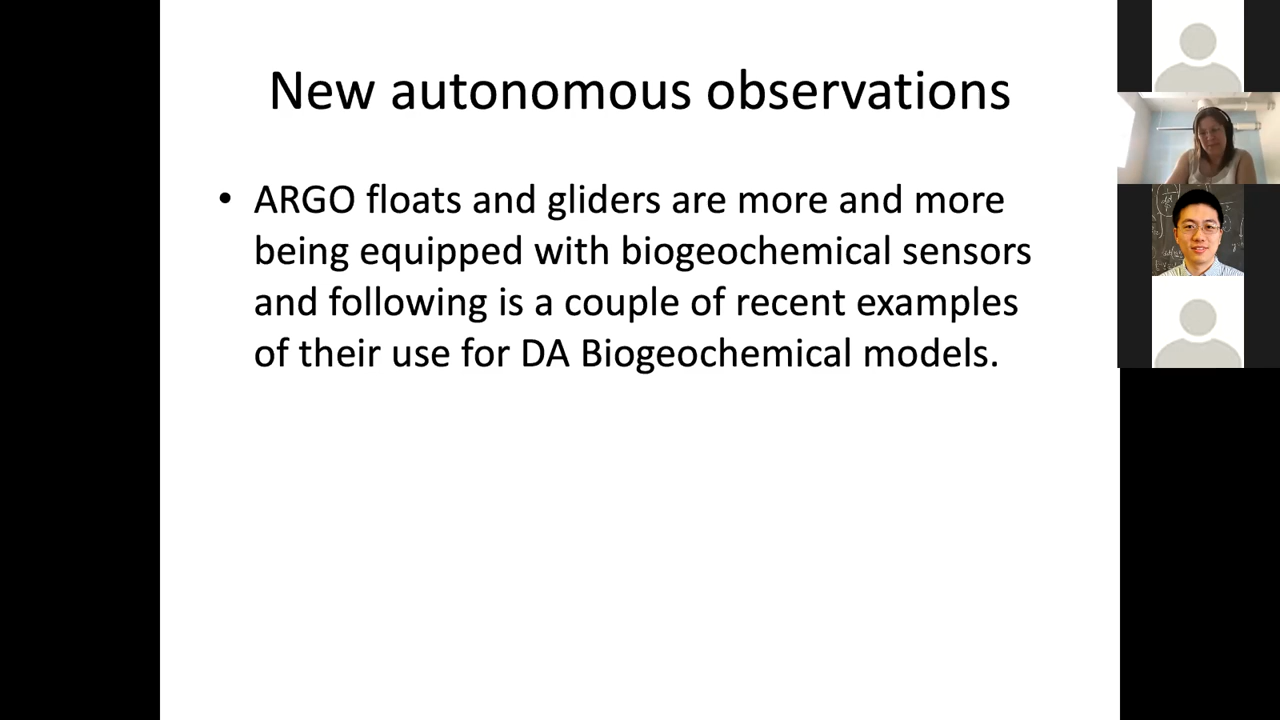 New autonomous observations
• ARGO floats and gliders are more and more
being equipped with biogeochemical sensors
and following is a couple of recent examples
of their use for DA Biogeochemical models.